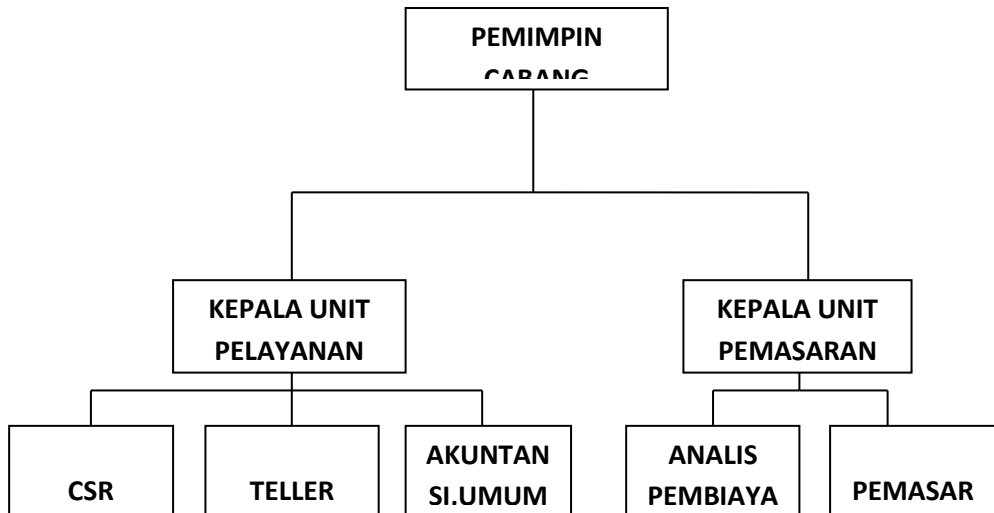 PEMIMPIN
CABANG
KEPALA UNIT
PELAYANAN
KEPALA UNIT
PEMASARAN
CSR
TELLER
AKUNTAN
SI.UMUM
ANALIS
PEMBIAYA
PEMASAR